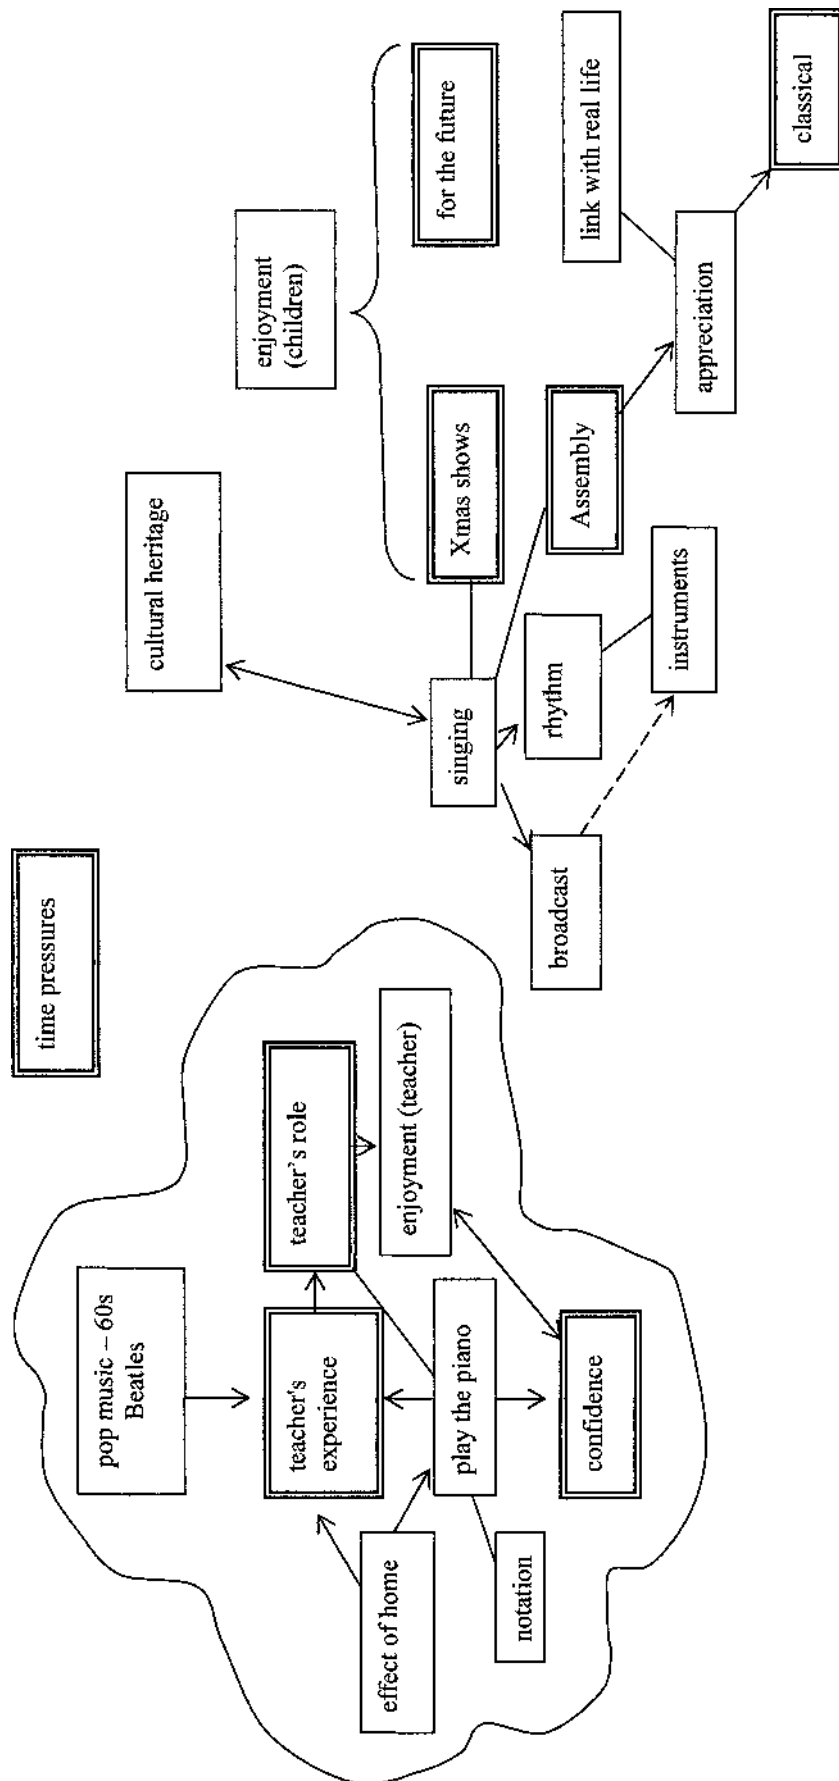 time pressures
pop music – 60s
Beatles
teacher's
experience
teacher's role
effect of home
play the piano
enjoyment (teacher)
notation
confidence
cultural heritage
enjoyment
(children)
singing
Xmas shows
for the future
broadcast
rhythm
Assembly
link with real life
instruments
appreciation
classical